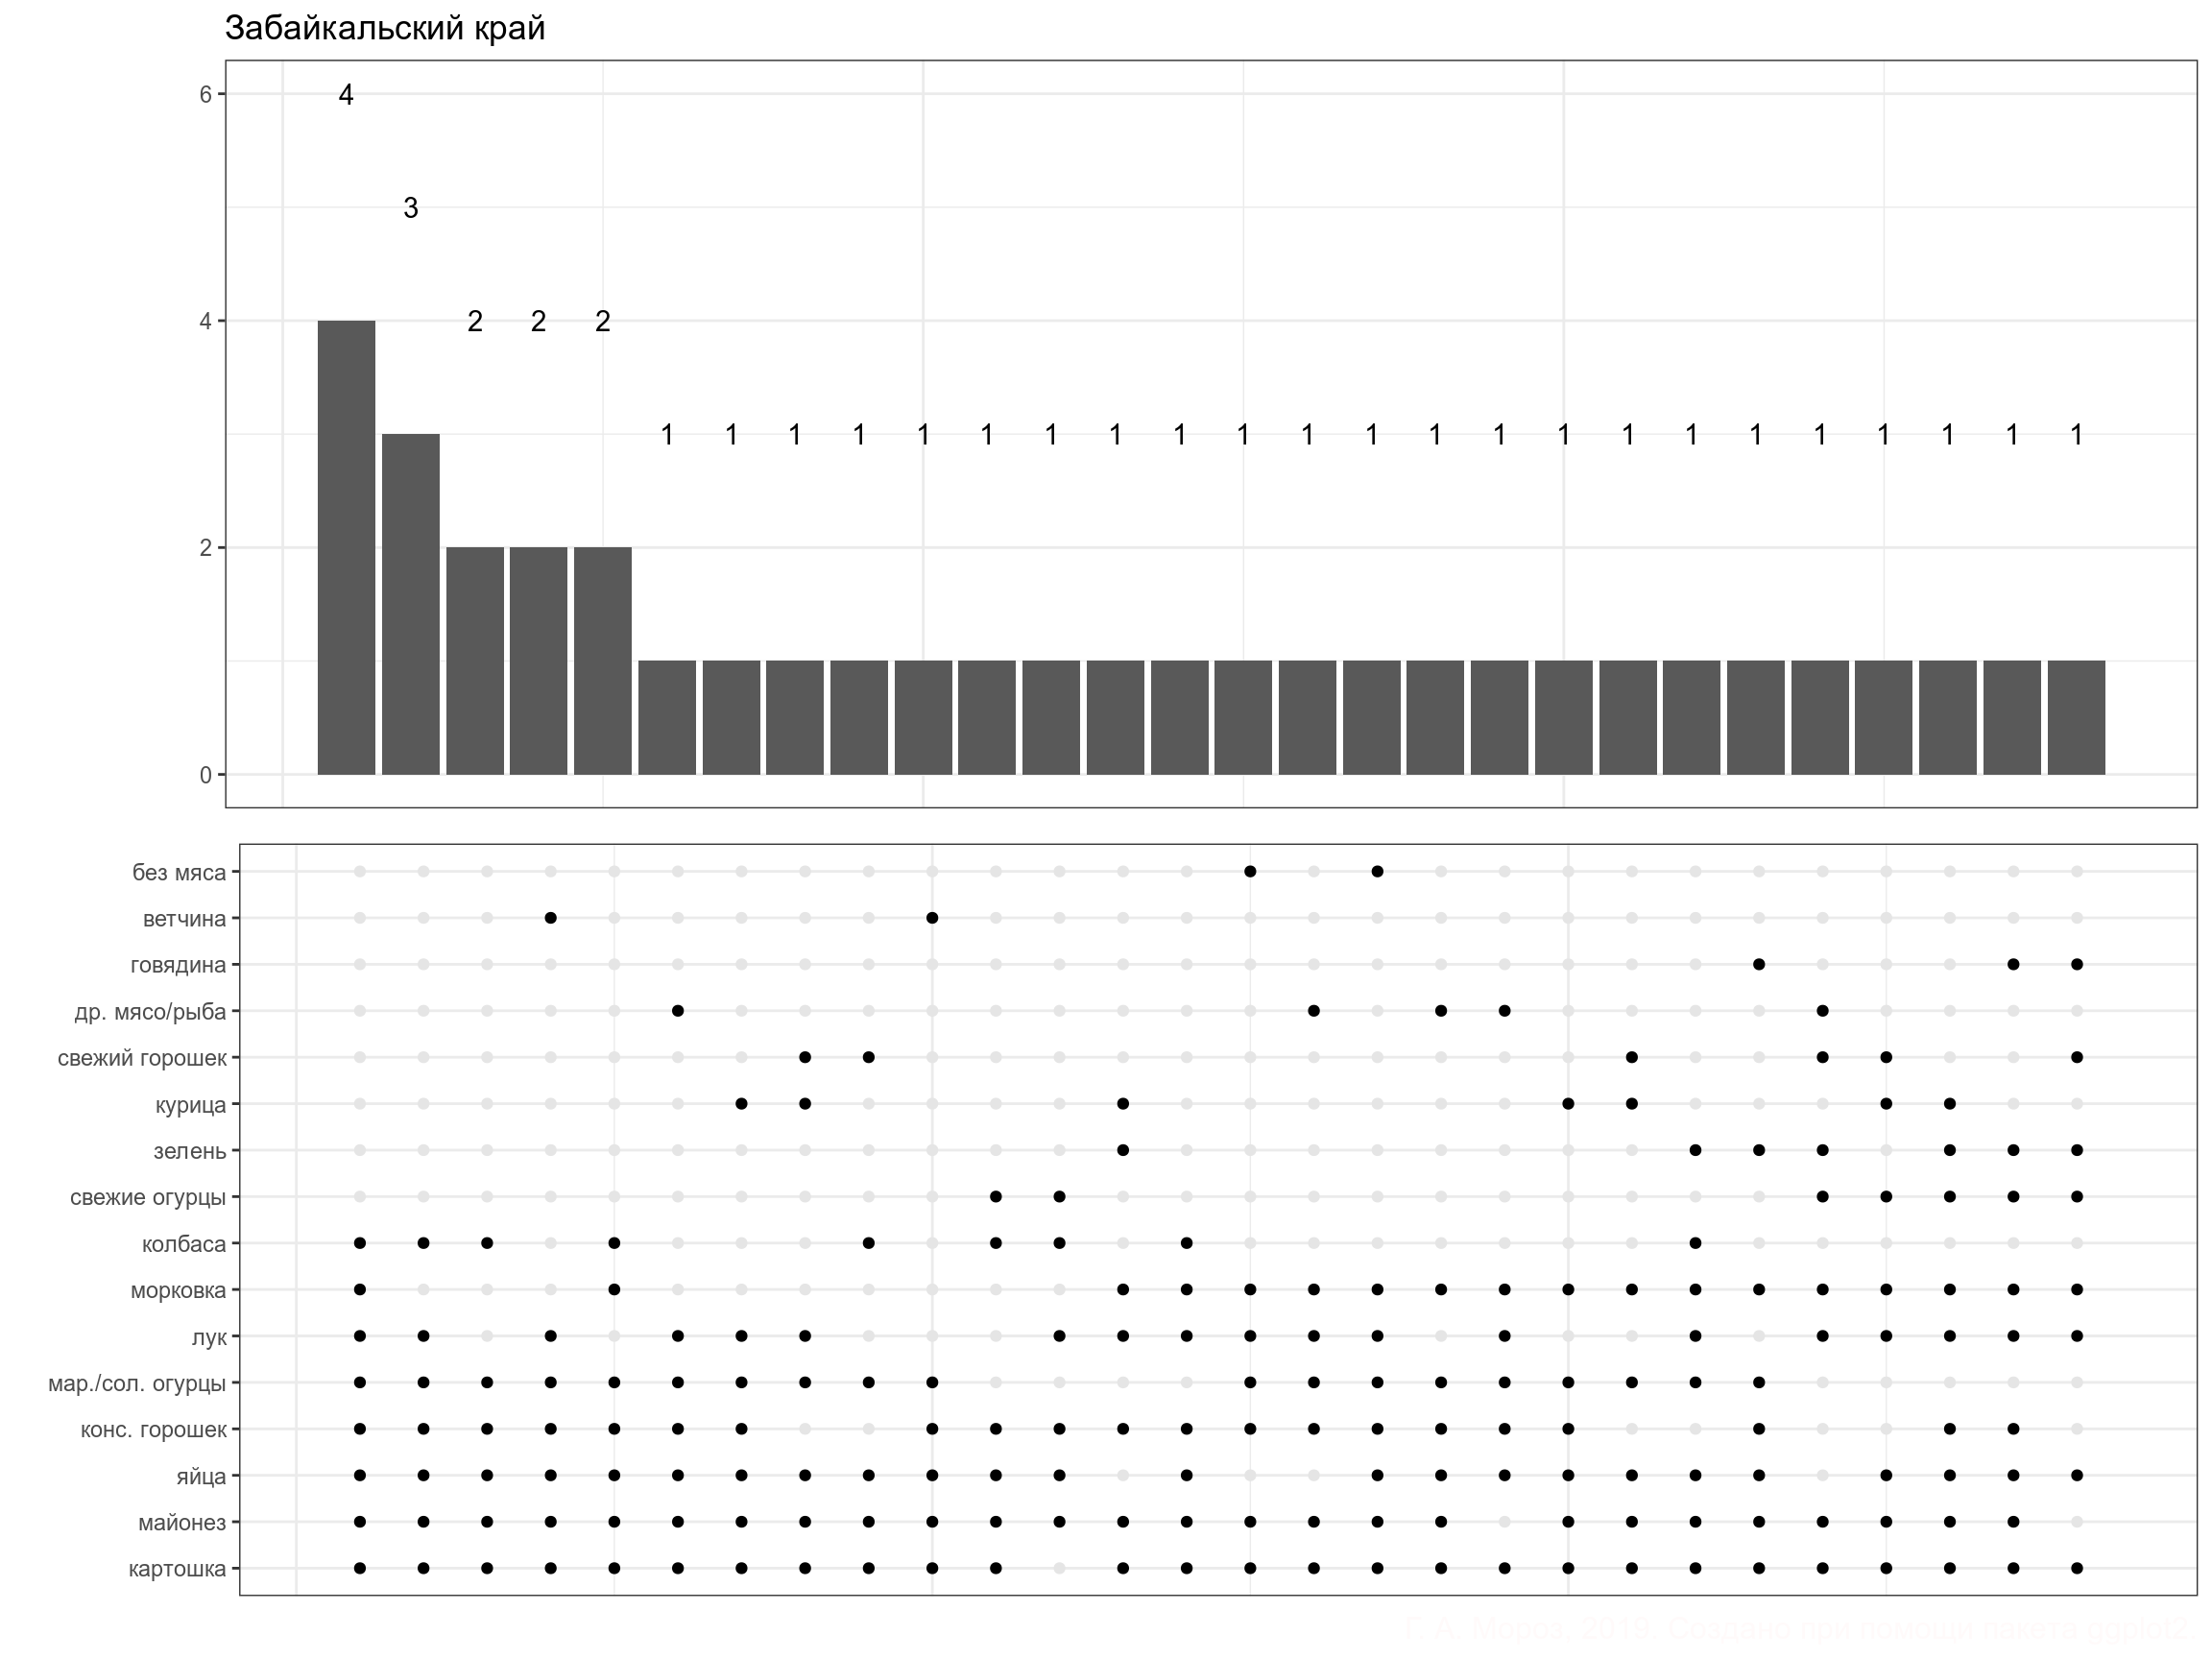 Забайкальский край
6
4
2
0
4
3
2 2 2
1 1 1 1 1 1 1 1 1 1 1 1 1 1 1 1 1 1 1 1 1 1 1
без мяса
ветчина
говядина
др. мясо/рыба
свежий горошек
курица
зелень
свежие огурцы
колбаса
морковка
лук
мар./сол. огурцы
конс. горошек
яйца
майонез
картошка
Г. А. Мороз, 2019, Создано при помощи пакета ggplot2.